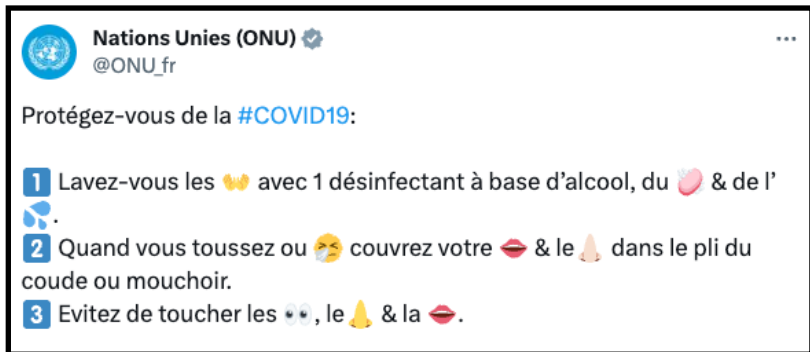 Nations Unies (ONU)
@ONU_fr
Protégez-vous de la #COVID19:
1️⃣ Lavez-vous les 👐 avec 1 désinfectant à base d’alcool, du 🧼 & de l’
💦.
2️⃣ Quand vous toussez ou 🤧 couvrez votre 👄 & le👃🏻 dans le pli du
coude ou mouchoir.
3️⃣ Evitez de toucher les 👀, le👃 & la 👄.